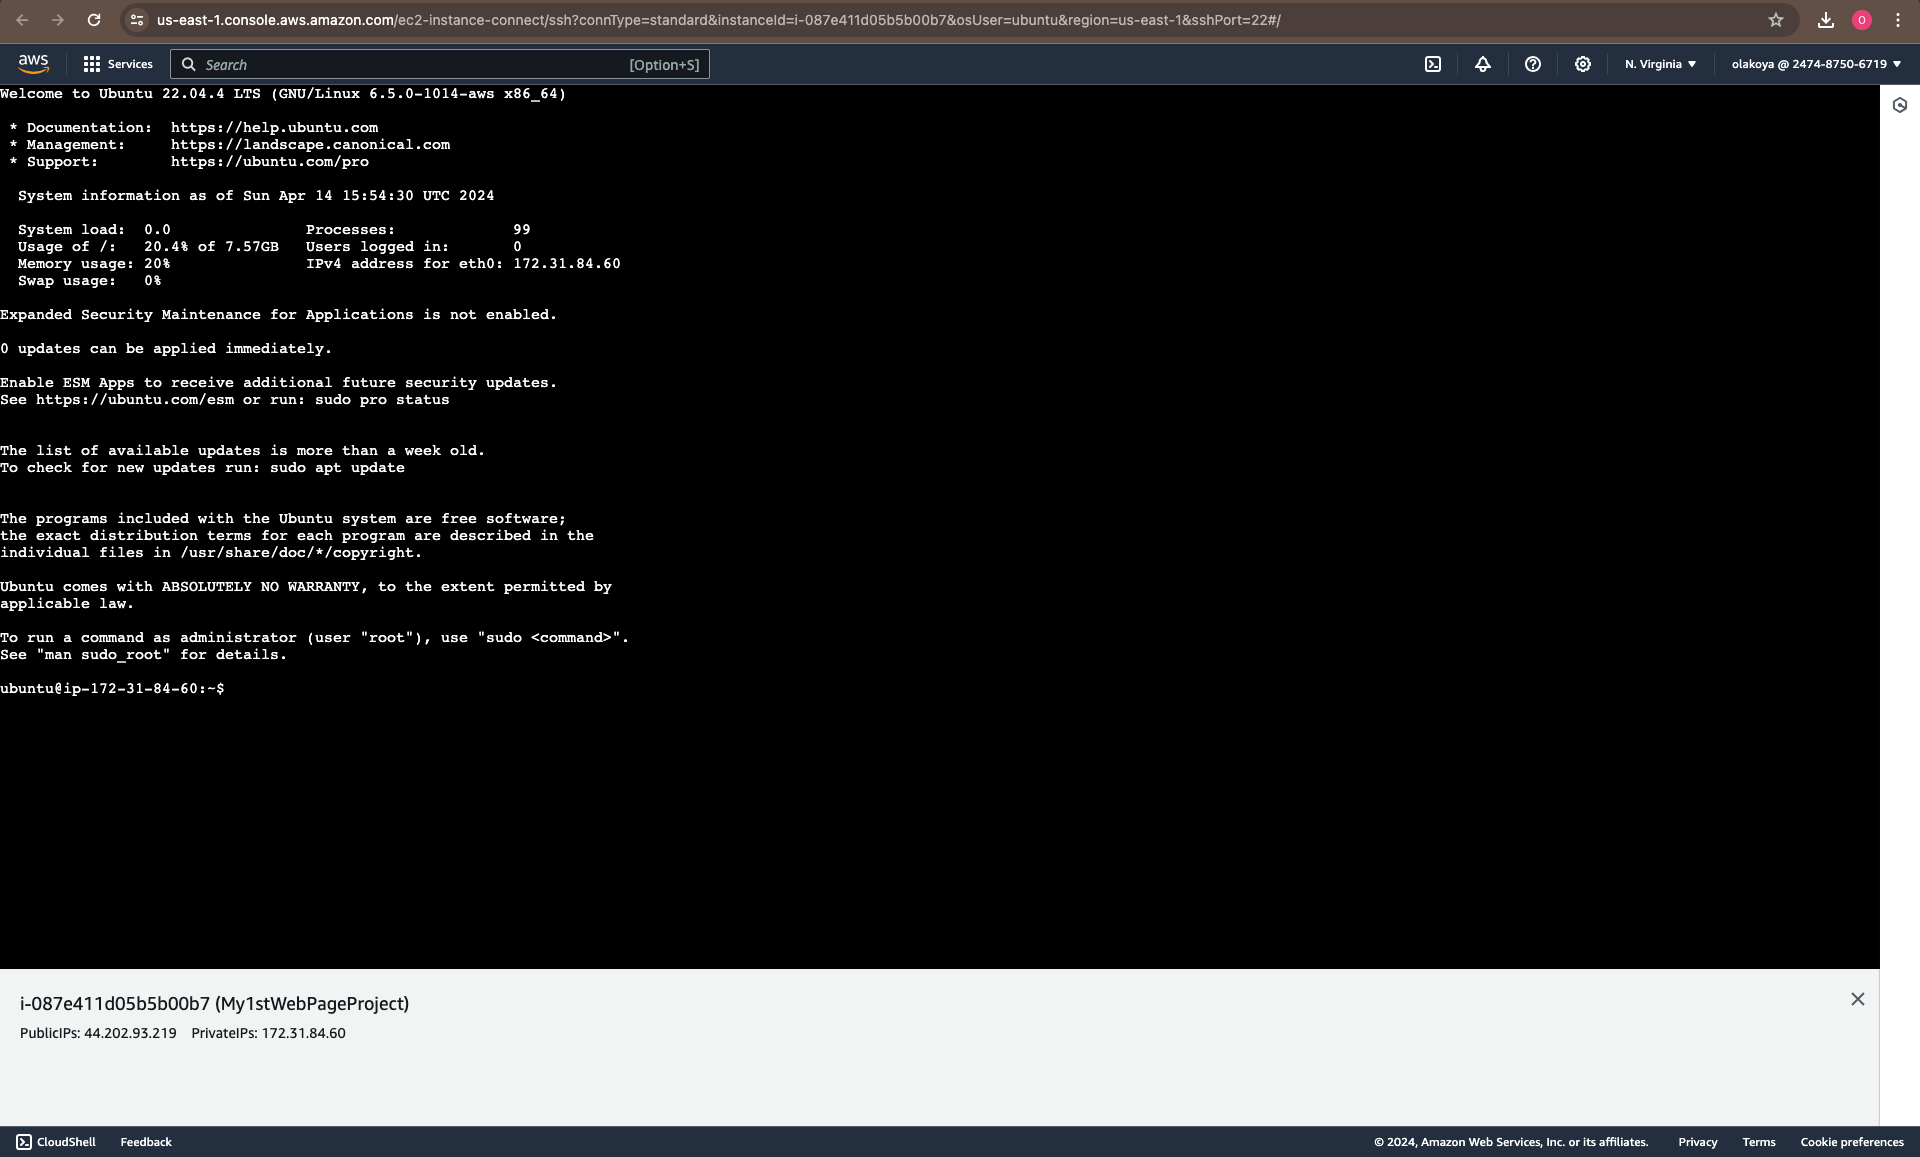 us-east-1.console.aws.amazon.com/ec2-instance-connect/ssh?connType=standard&instanceId=i-087e411d05b5b00b7&osUser=ubuntu&region=us-east-1&sshPort=22#/
O
aws Services Search [Option+S] N. Virginia olakoya @ 2474-8750-6719
Welcome to Ubuntu 22.04.4 LTS (GNU/Linux 6.5.0-1014-aws x86_64)
* Documentation: https://help.ubuntu.com
* Management: https://landscape.canonical.com
* Support: https://ubuntu.com/pro
System information as of Sun Apr 14 15:54:30 UTC 2024
System load: 0.0 Processes: 99
Usage of /: 20.4% of 7.57GB Users logged in: 0
Memory usage: 20% IPv4 address for eth0: 172.31.84.60
Swap usage: 0%
Expanded Security Maintenance for Applications is not enabled.
0 updates can be applied immediately.
Enable ESM Apps to receive additional future security updates.
See https://ubuntu.com/esm or run: sudo pro status
The list of available updates is more than a week old.
To check for new updates run: sudo apt update
The programs included with the Ubuntu system are free software;
the exact distribution terms for each program are described in the
individual files in /usr/share/doc/*/copyright.
Ubuntu comes with ABSOLUTELY NO WARRANTY, to the extent permitted by
applicable law.
To run a command as administrator (user "root"), use "sudo <command>".
See "man sudo_root" for details.
ubuntu@ip-172-31-84-60:~$
i-087e411d05b5b00b7 (My1stWebPageProject)
PublicIPs: 44.202.93.219 PrivateIPs: 172.31.84.60
CloudShell Feedback © 2024, Amazon Web Services, Inc. or its affiliates. Privacy Terms Cookie preferences